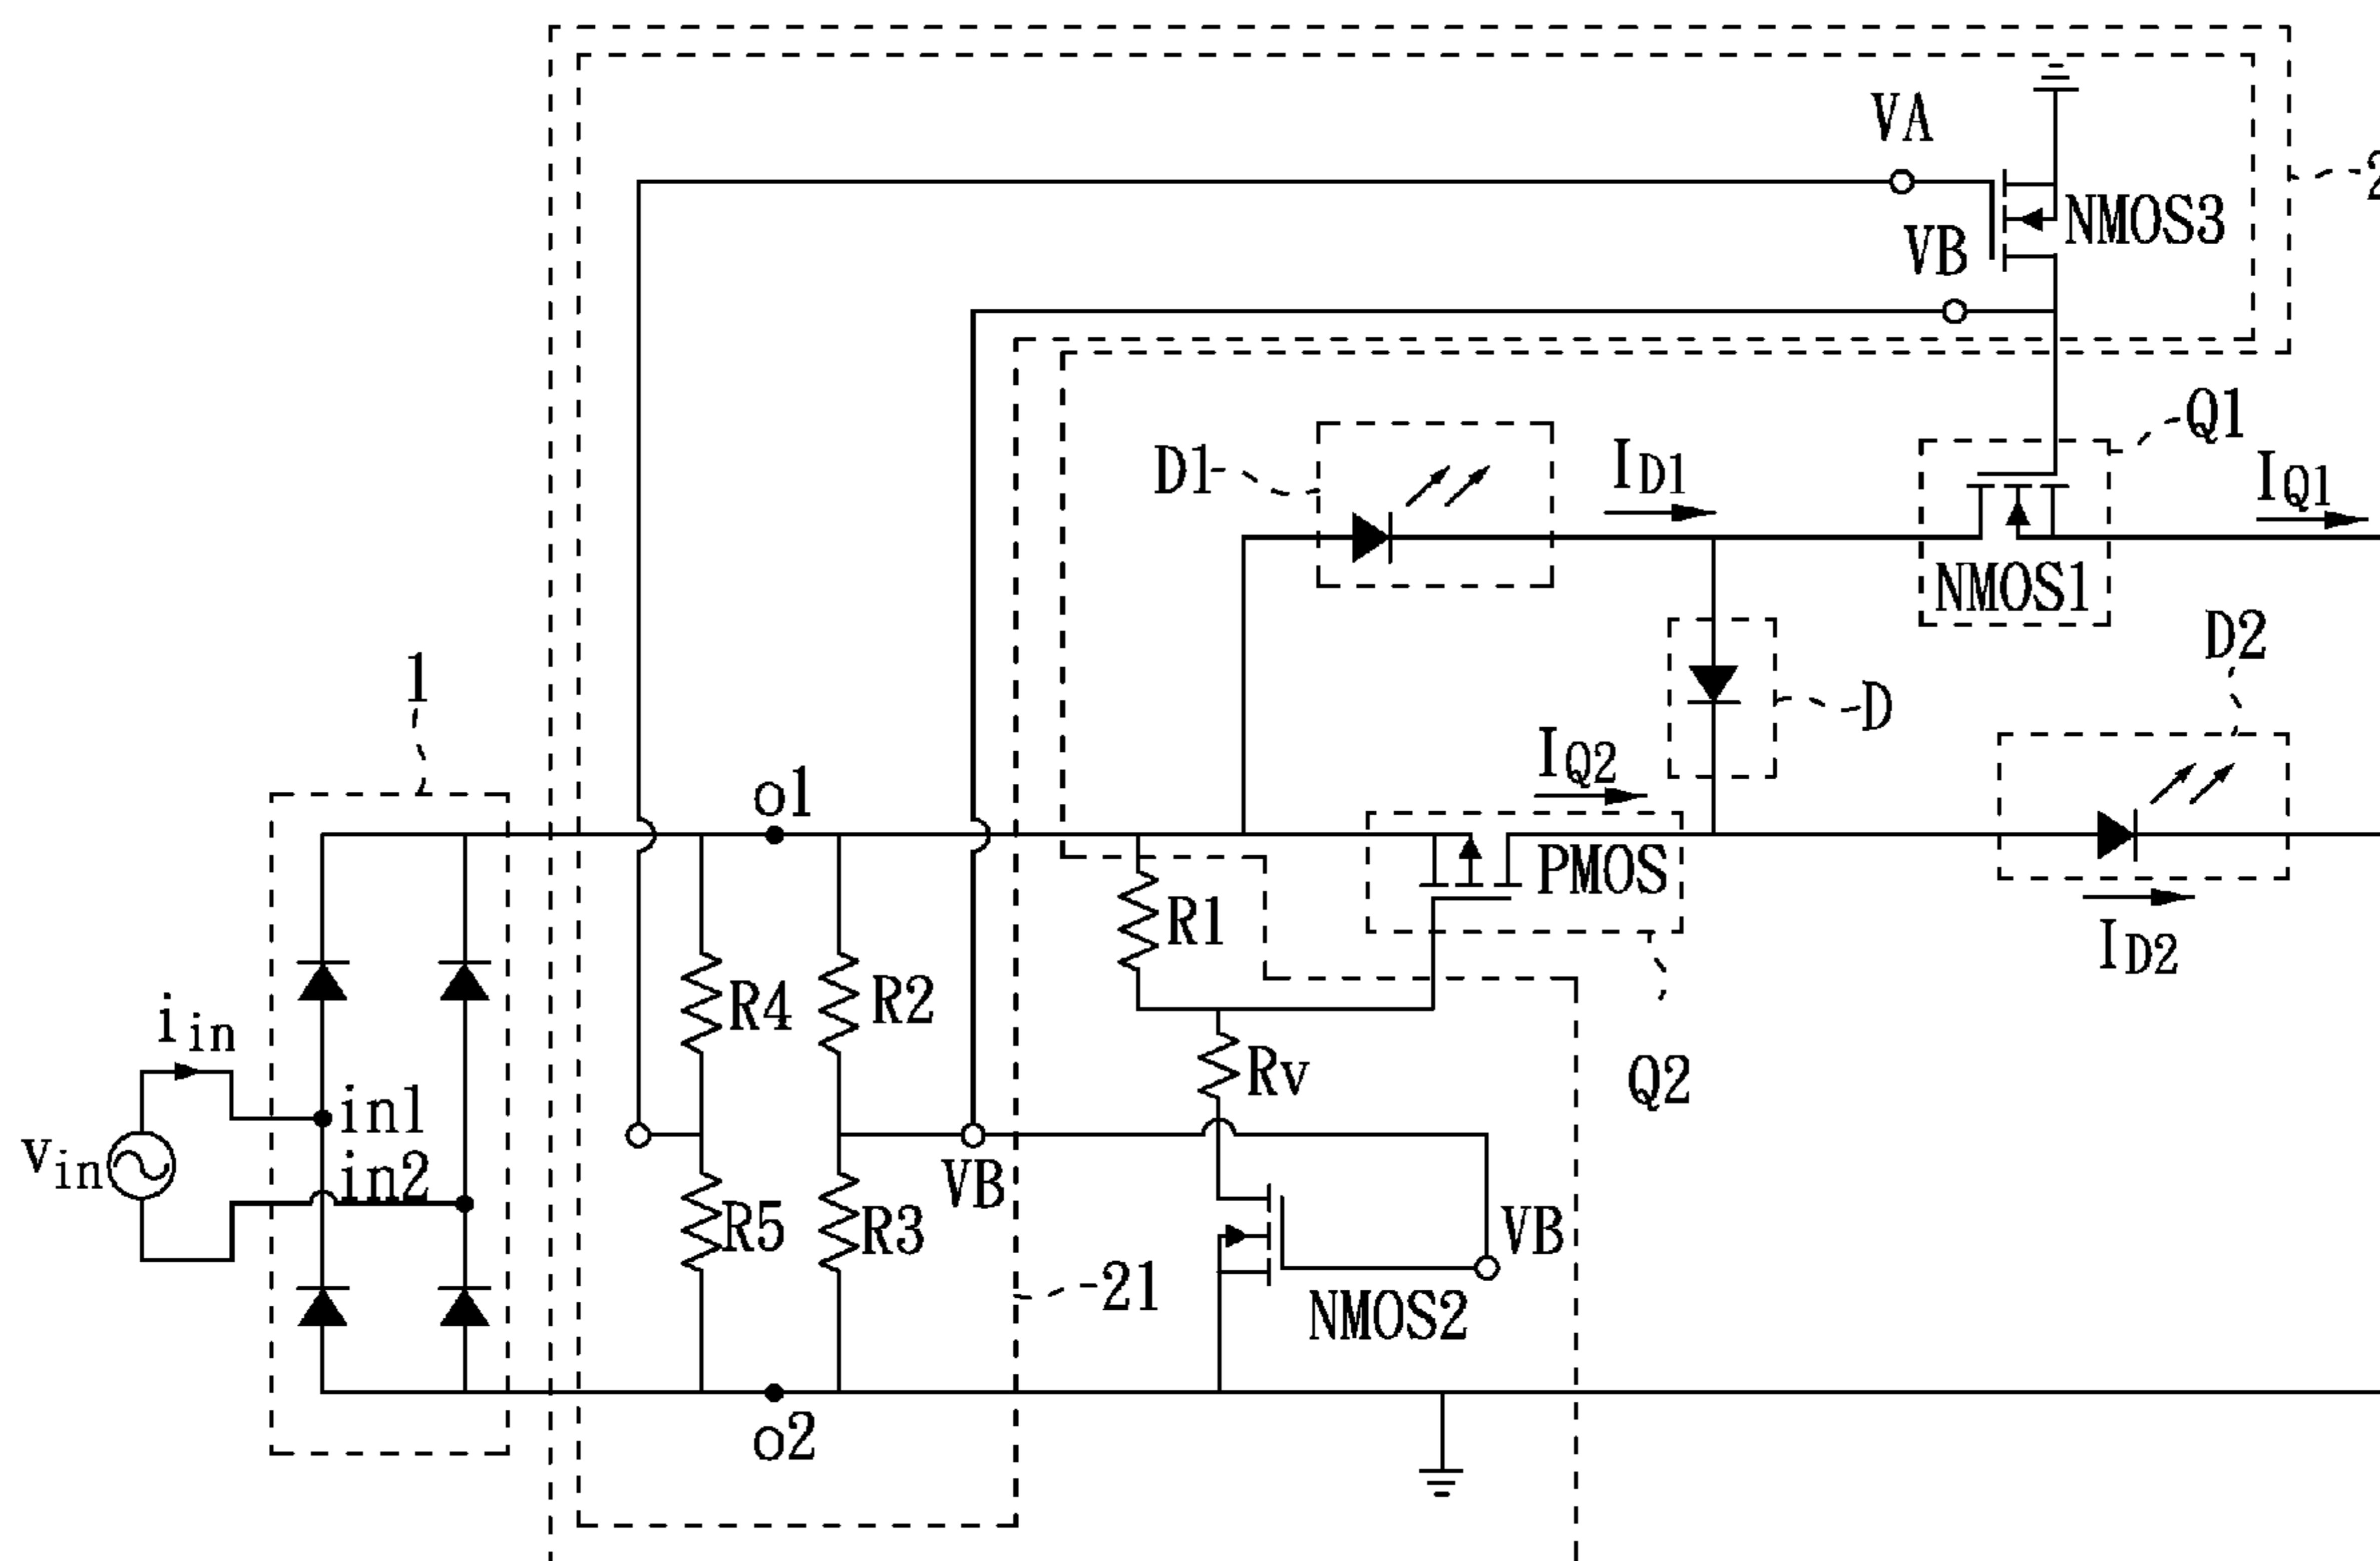 VA
2
NMOS3
VB
Q1
D1
ID1
IQ1
NMOS1
D2
1
D
IQ2
o1
PMOS
R1
ID2
R4
R2
iin
Rv
Q2
in1
vin
in2
VB
R5
R3
VB
21
NMOS2
o2